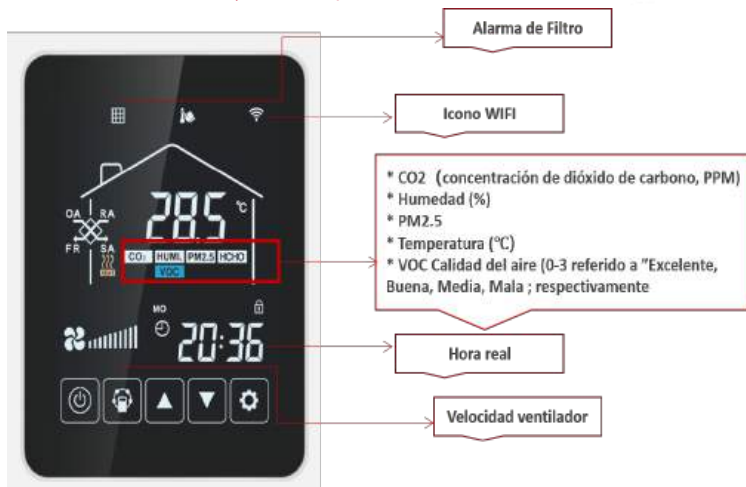 Alarma de Filtro
Icono WIFI
* CO2 (concentración de dióxido de carbono, PPM)
* Humedad (%)
* PM2.5
* Temperatura (°C)
* VOC Calidad del aire (0-3 referido a "Excelente,
Buena, Media, Mala ; respectivamente
Hora real
Velocidad ventilador
28.5 °C
OA RA
FR SA
CO₂ HUMI. PM2.5 HCHO
VOC
MO
20:36